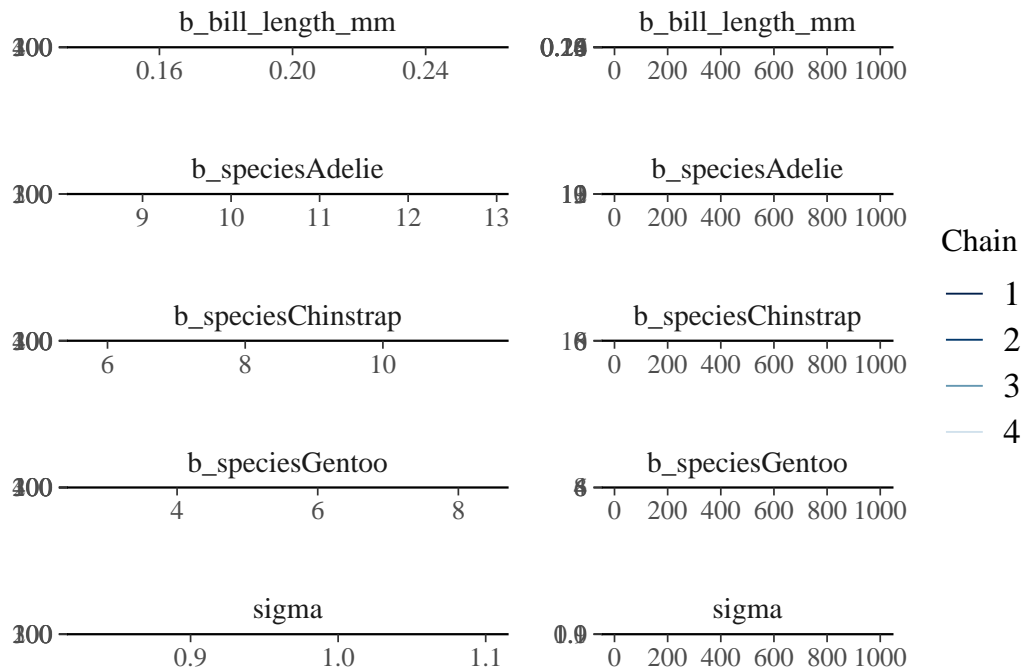 b_bill_length_mm
0.16 0.20 0.24
b_bill_length_mm
0 200 400 600 800 1000
b_speciesAdelie
9 10 11 12 13
b_speciesAdelie
0 200 400 600 800 1000
b_speciesChinstrap
6 8 10
b_speciesChinstrap
0 200 400 600 800 1000
b_speciesGentoo
4 6 8
b_speciesGentoo
0 200 400 600 800 1000
sigma
0.9 1.0 1.1
sigma
0 200 400 600 800 1000
Chain
1
2
3
4